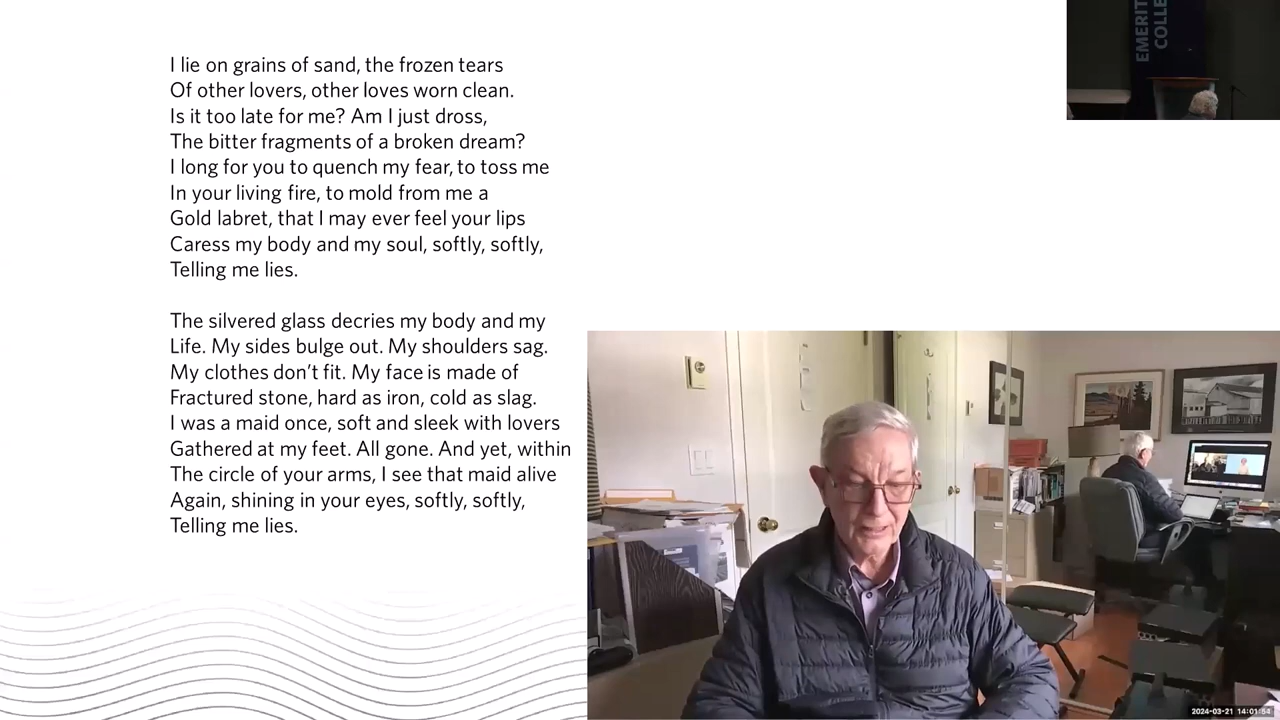 I lie on grains of sand, the frozen tears
Of other lovers, other loves worn clean.
Is it too late for me? Am I just dross,
The bitter fragments of a broken dream?
I long for you to quench my fear, to toss me
In your living fire, to mold from me a
Gold labret, that I may ever feel your lips
Caress my body and my soul, softly, softly,
Telling me lies.
The silvered glass decries my body and my
Life. My sides bulge out. My shoulders sag.
My clothes don't fit. My face is made of
Fractured stone, hard as iron, cold as slag.
I was a maid once, soft and sleek with lovers
Gathered at my feet. All gone. And yet, within
The circle of your arms, I see that maid alive
Again, shining in your eyes, softly, softly,
Telling me lies.
EMERIT
COLLE
2024-03-21 14:01:54